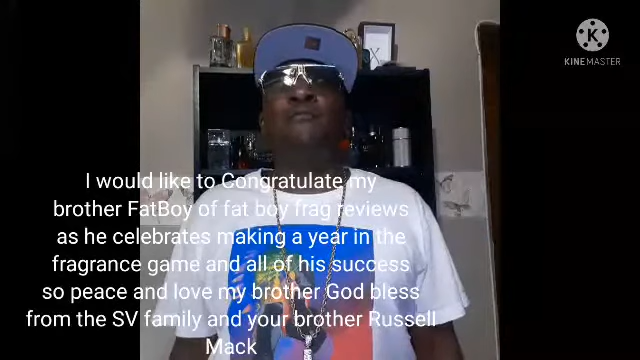 KINEMASTER
I would like to Congratulate my
brother FatBoy of fat boy frag reviews
as he celebrates making a year in the
fragrance game and all of his success
so peace and love my brother God bless
from the SV family and your brother Russell
Mack